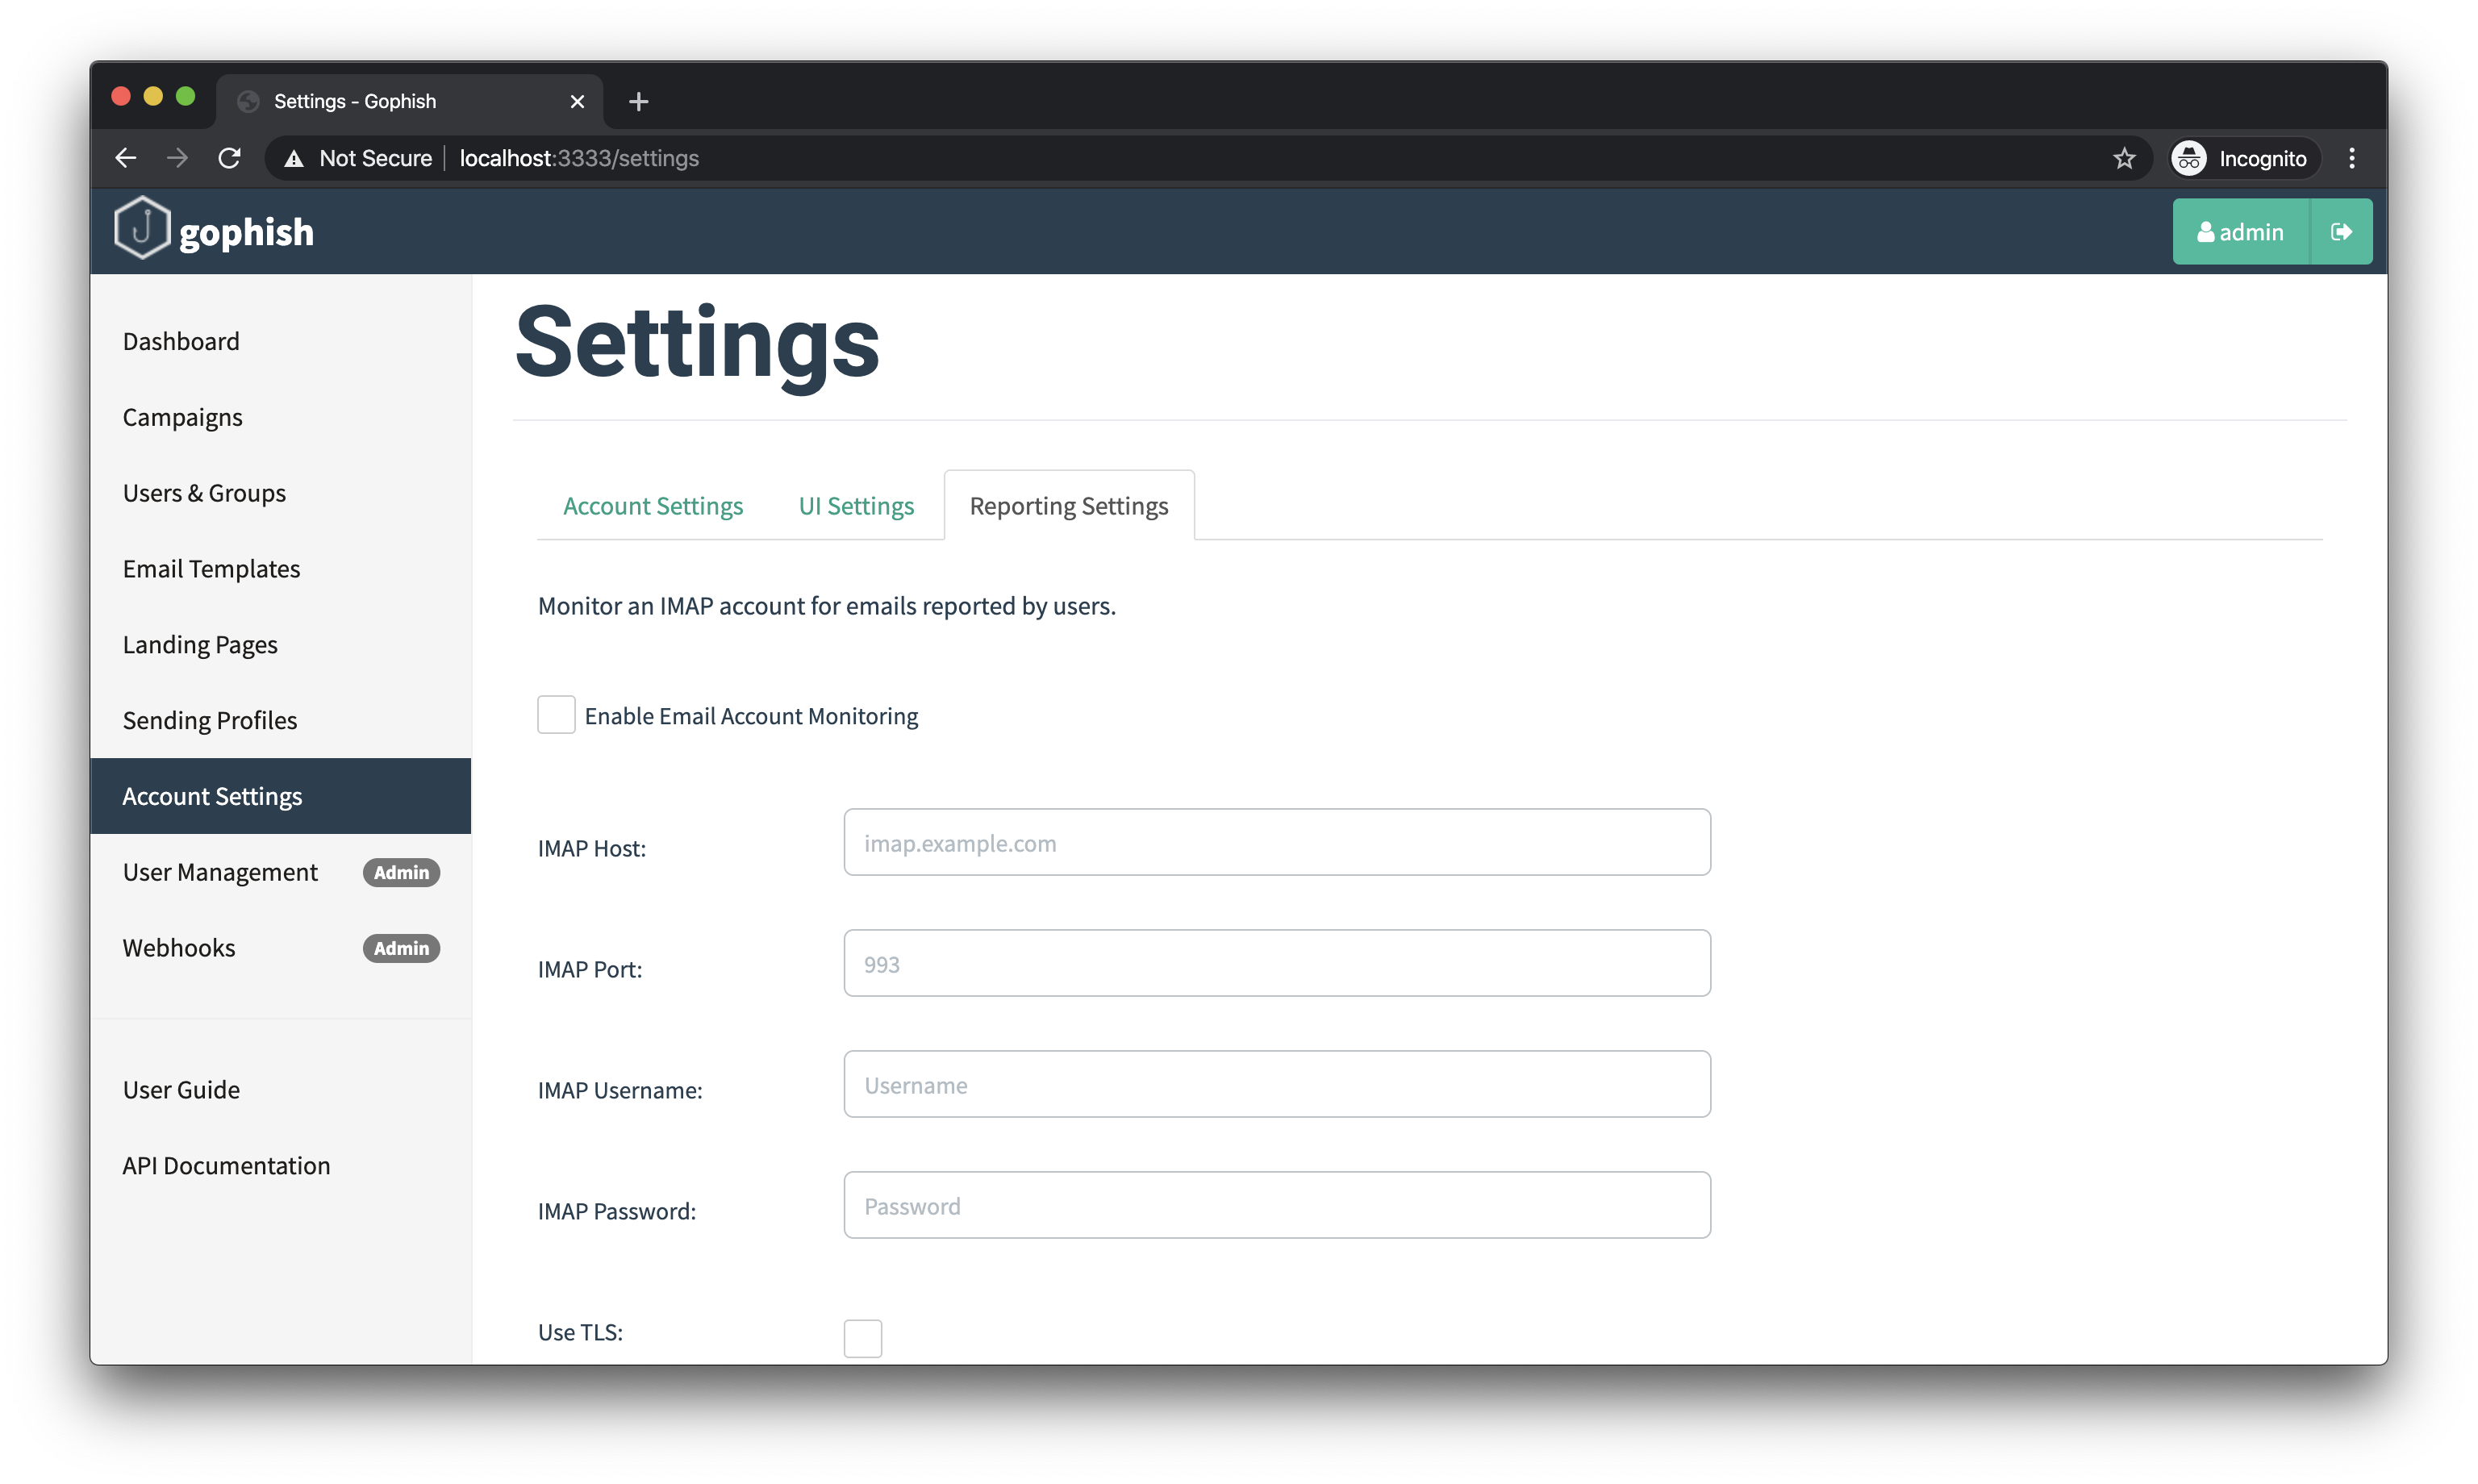 Settings - Gophish
Not Secure localhost:3333/settings Incognito
gophish admin
Settings
Dashboard
Campaigns
Users & Groups
Email Templates
Landing Pages
Sending Profiles
Account Settings
User Management Admin
Webhooks Admin
User Guide
API Documentation
Account Settings UI Settings Reporting Settings
Monitor an IMAP account for emails reported by users.
Enable Email Account Monitoring
IMAP Host: imap.example.com
IMAP Port: 993
IMAP Username: Username
IMAP Password: Password
Use TLS: